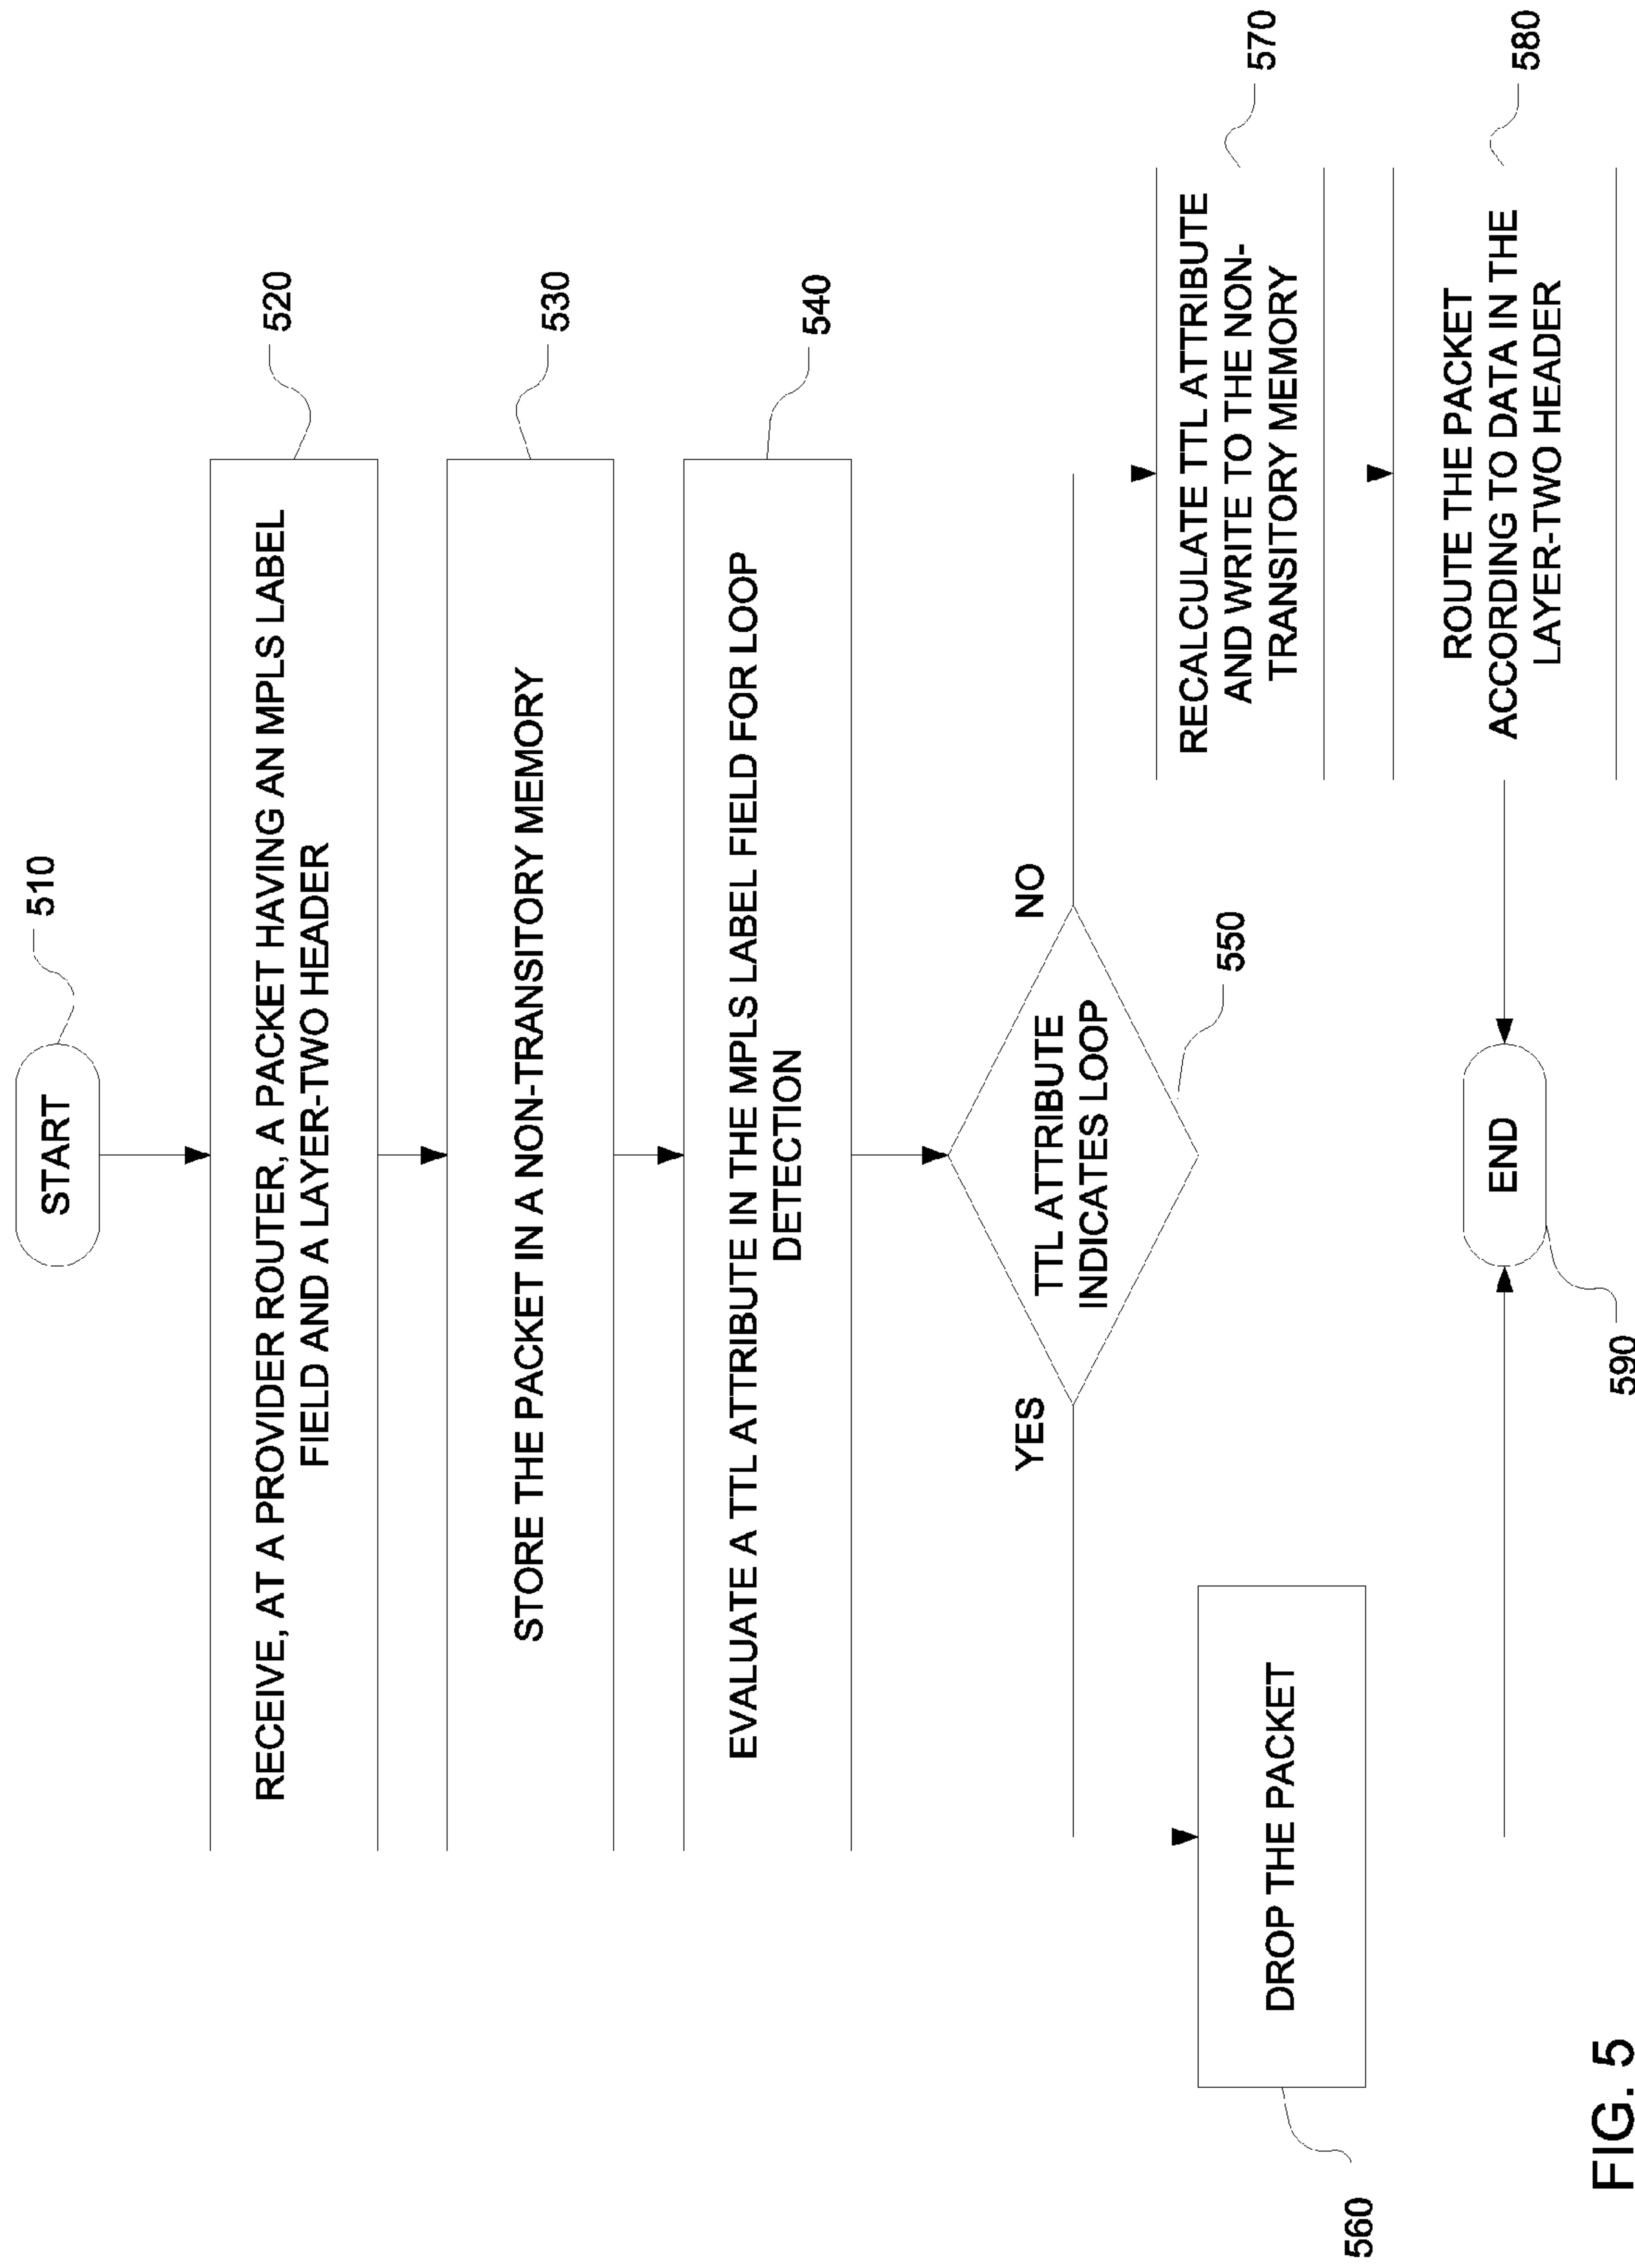 START
510
RECEIVE, AT A PROVIDER ROUTER, A PACKET HAVING AN MPLS LABEL
FIELD AND A LAYER-TWO HEADER
520
STORE THE PACKET IN A NON-TRANSITORY MEMORY
530
EVALUATE A TTL ATTRIBUTE IN THE MPLS LABEL FIELD FOR LOOP
DETECTION
540
YES
TTL ATTRIBUTE
INDICATES LOOP
NO
550
DROP THE PACKET
560
RECALCULATE TTL ATTRIBUTE
AND WRITE TO THE NON-
TRANSITORY MEMORY
570
ROUTE THE PACKET
ACCORDING TO DATA IN THE
LAYER-TWO HEADER
580
END
590
FIG. 5